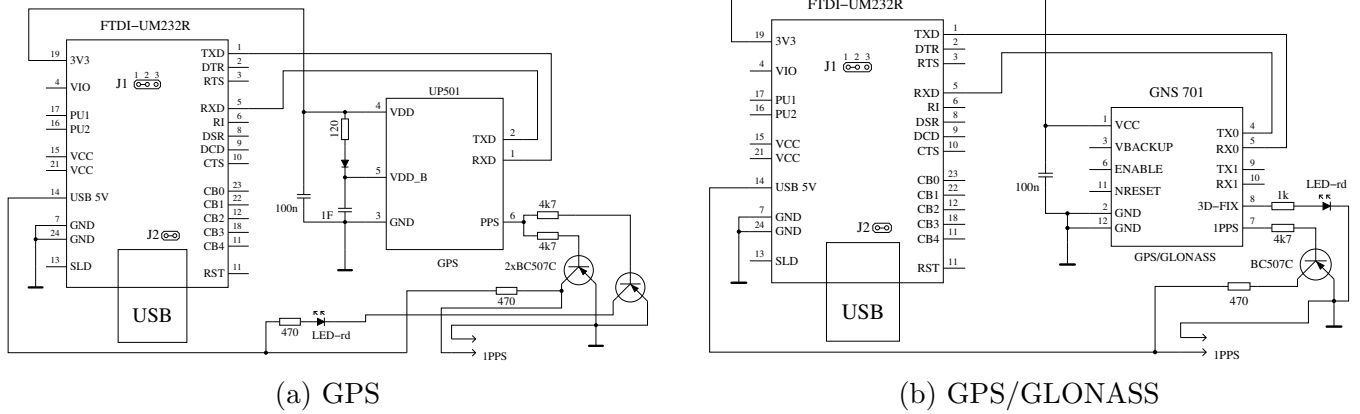 FTDI−UM232R
19
3V3
4
VIO
17
PU1
16
PU2
15
VCC
21
VCC
14
USB 5V
7
GND
24
GND
13
SLD
J1
1 2 3
J2
USB
TXD
1
DTR
2
RTS
3
RXD
5
RI
6
DSR
8
DCD
9
CTS
10
CB0
23
CB1
22
CB2
12
CB3
18
CB4
11
RST
11
UP501
4
VDD
5
VDD_B
3
GND
TXD
2
RXD
1
PPS
6
GPS
120
100n
1F
4k7
4k7
2xBC507C
470
470
LED−rd
1PPS
(a) GPS
FTDI−UM232R
19
3V3
4
VIO
17
PU1
16
PU2
15
VCC
21
VCC
14
USB 5V
7
GND
24
GND
13
SLD
J1
1 2 3
J2
USB
TXD
1
DTR
2
RTS
3
RXD
5
RI
6
DSR
8
DCD
9
CTS
10
CB0
23
CB1
22
CB2
12
CB3
18
CB4
11
RST
11
GNS 701
1
VCC
3
VBACKUP
6
ENABLE
11
NRESET
2
GND
12
GND
TX0
4
RX0
5
TX1
9
RX1
10
3D-FIX
8
1PPS
7
GPS/GLONASS
100n
1k
LED−rd
4k7
BC507C
470
1PPS
(b) GPS/GLONASS